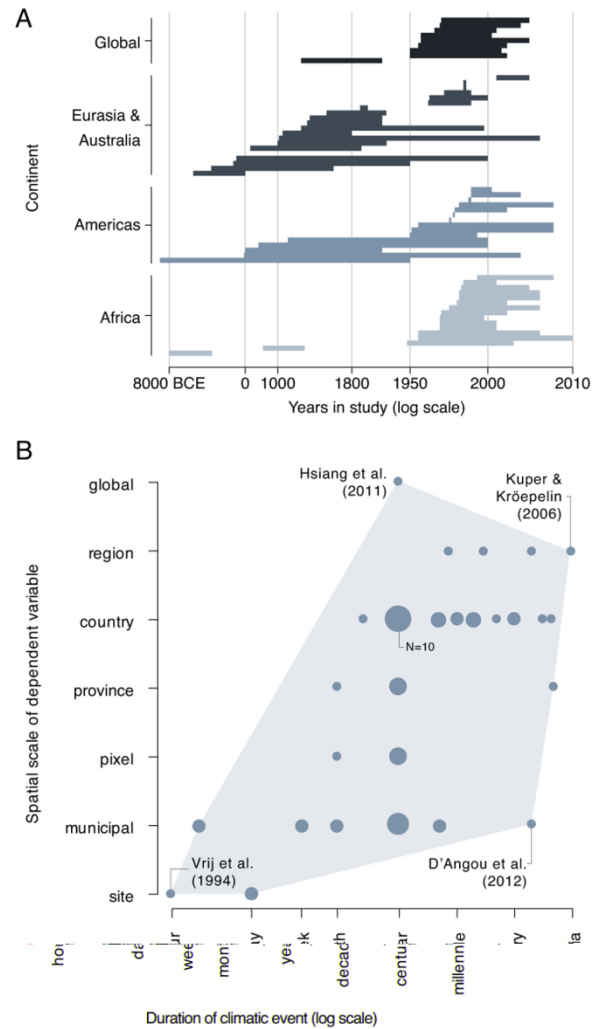 A
Continent
Global
Eurasia &
Australia
Americas
Africa
8000 BCE 0 1000 1800 1950 2000 2010
Years in study (log scale)
B
Spatial scale of dependent variable
global
region
country
province
pixel
municipal
site
Hsiang et al.
(2011)
Kuper &
Kröepelin
(2006)
N=10
Vrij et al.
(1994)
D'Angou et al.
(2012)
Duration of climatic event (log scale)